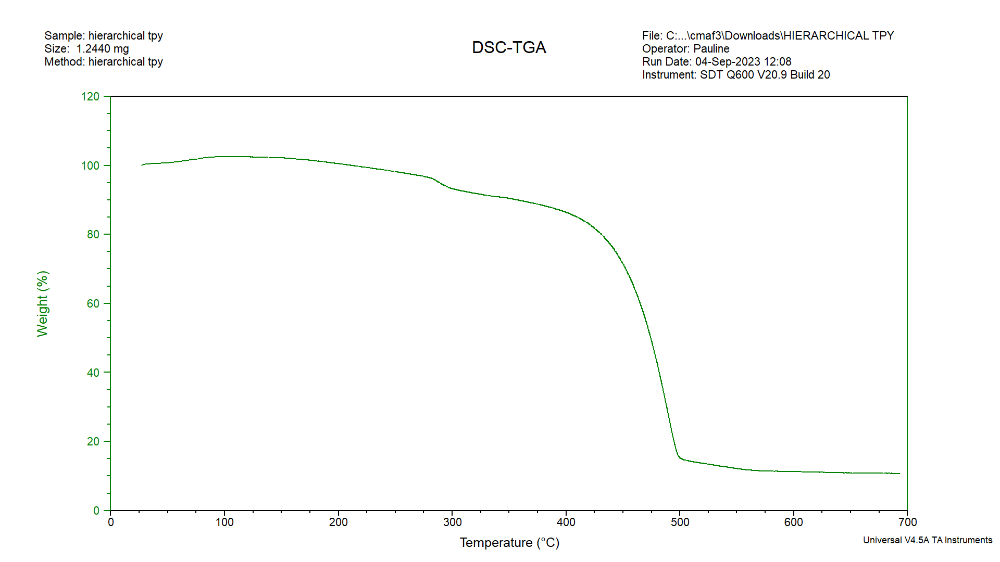 Sample: hierarchical tpy
Size:  1.2440 mg
Method: hierarchical tpy
DSC-TGA
File: C:...\cmaf3\Downloads\HIERARCHICAL TPY
Operator: Pauline
Run Date: 04-Sep-2023 12:08
Instrument: SDT Q600 V20.9 Build 20
120
100
80
60
40
20
0
Weight (%)
0 100 200 300 400 500 600 700
Temperature (°C)
Universal V4.5A TA Instruments